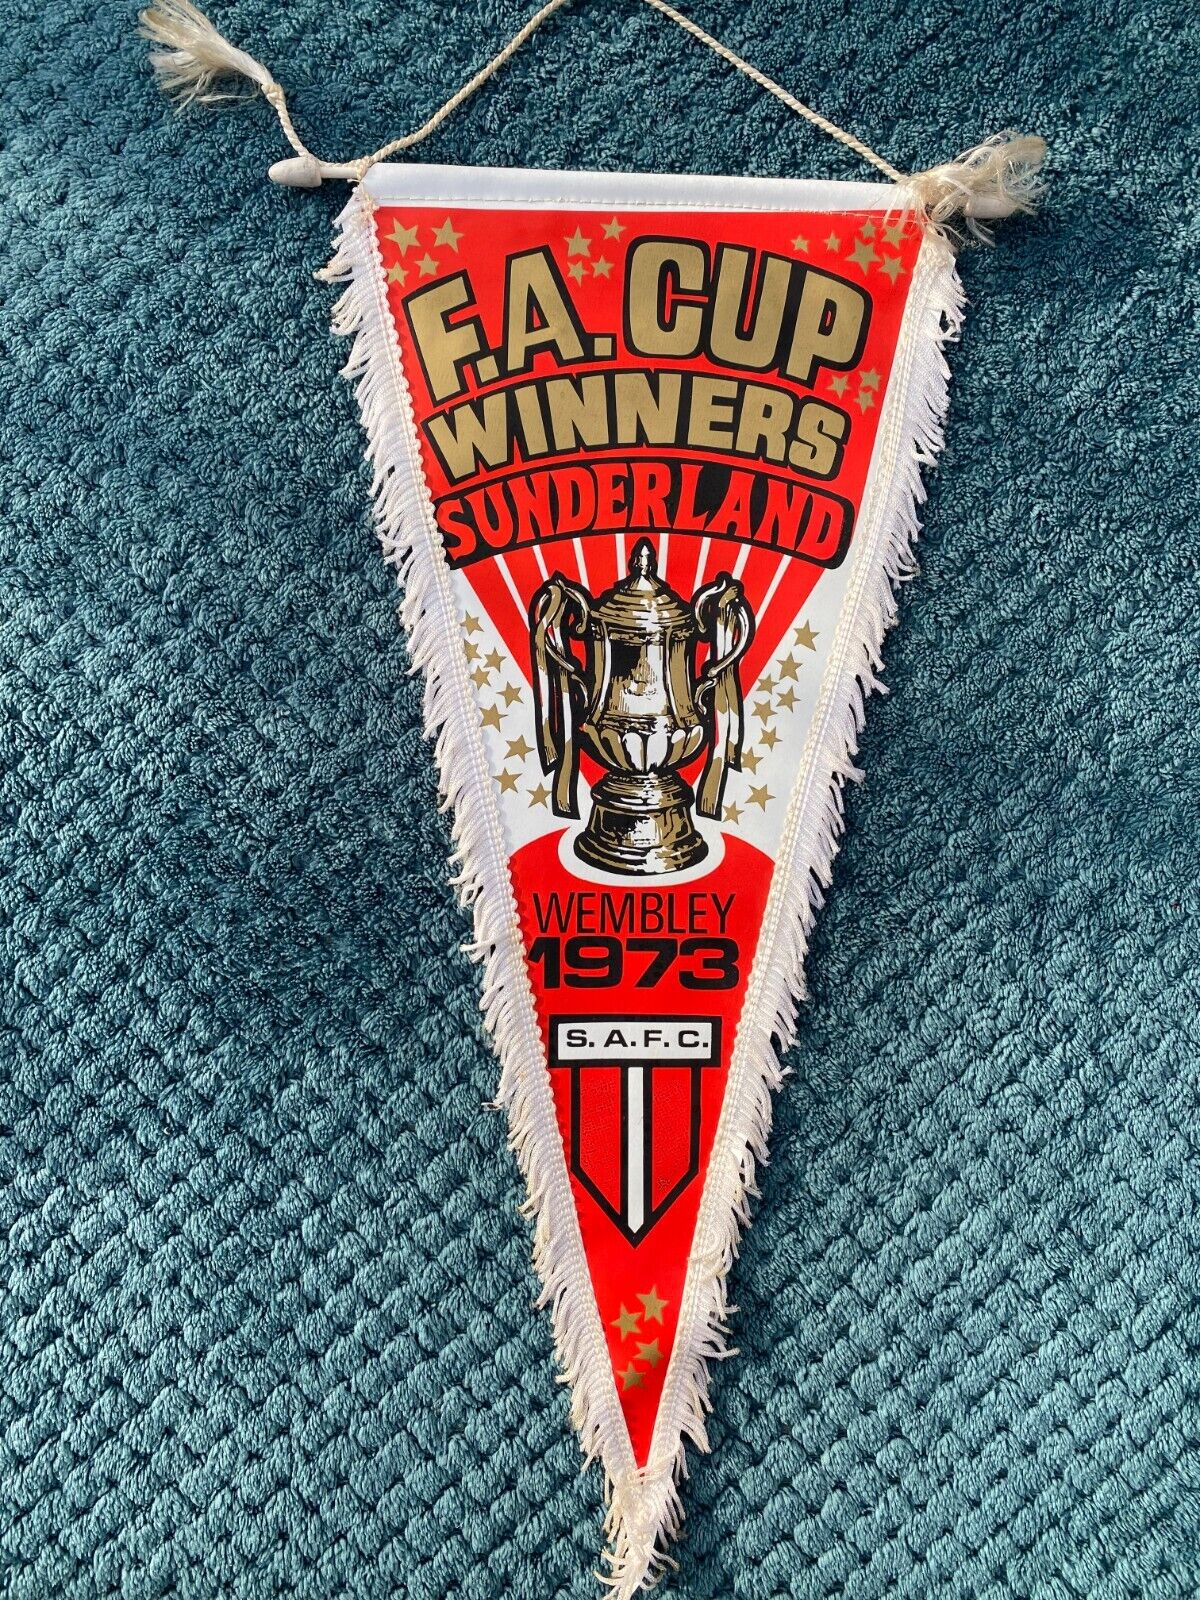 F.A. CUP
WINNERS
SUNDERLAND
WEMBLEY
1973
S. A. F. C.